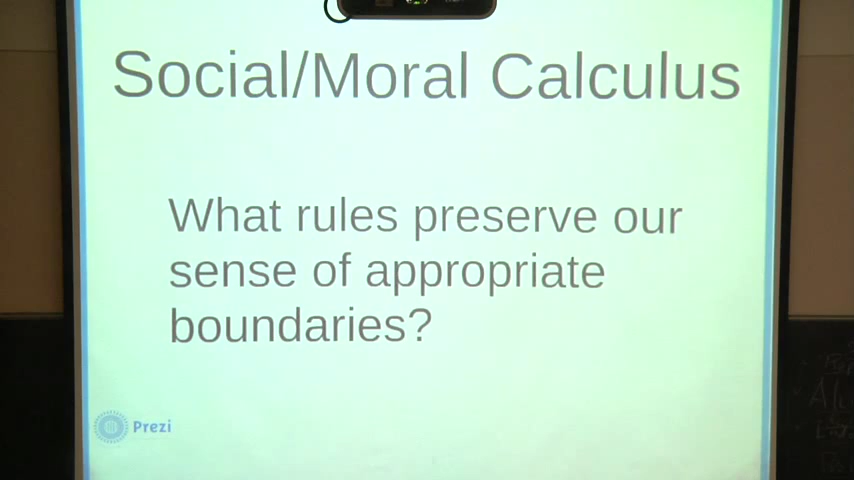 Social/Moral Calculus
What rules preserve our
sense of appropriate
boundaries?
Prezi